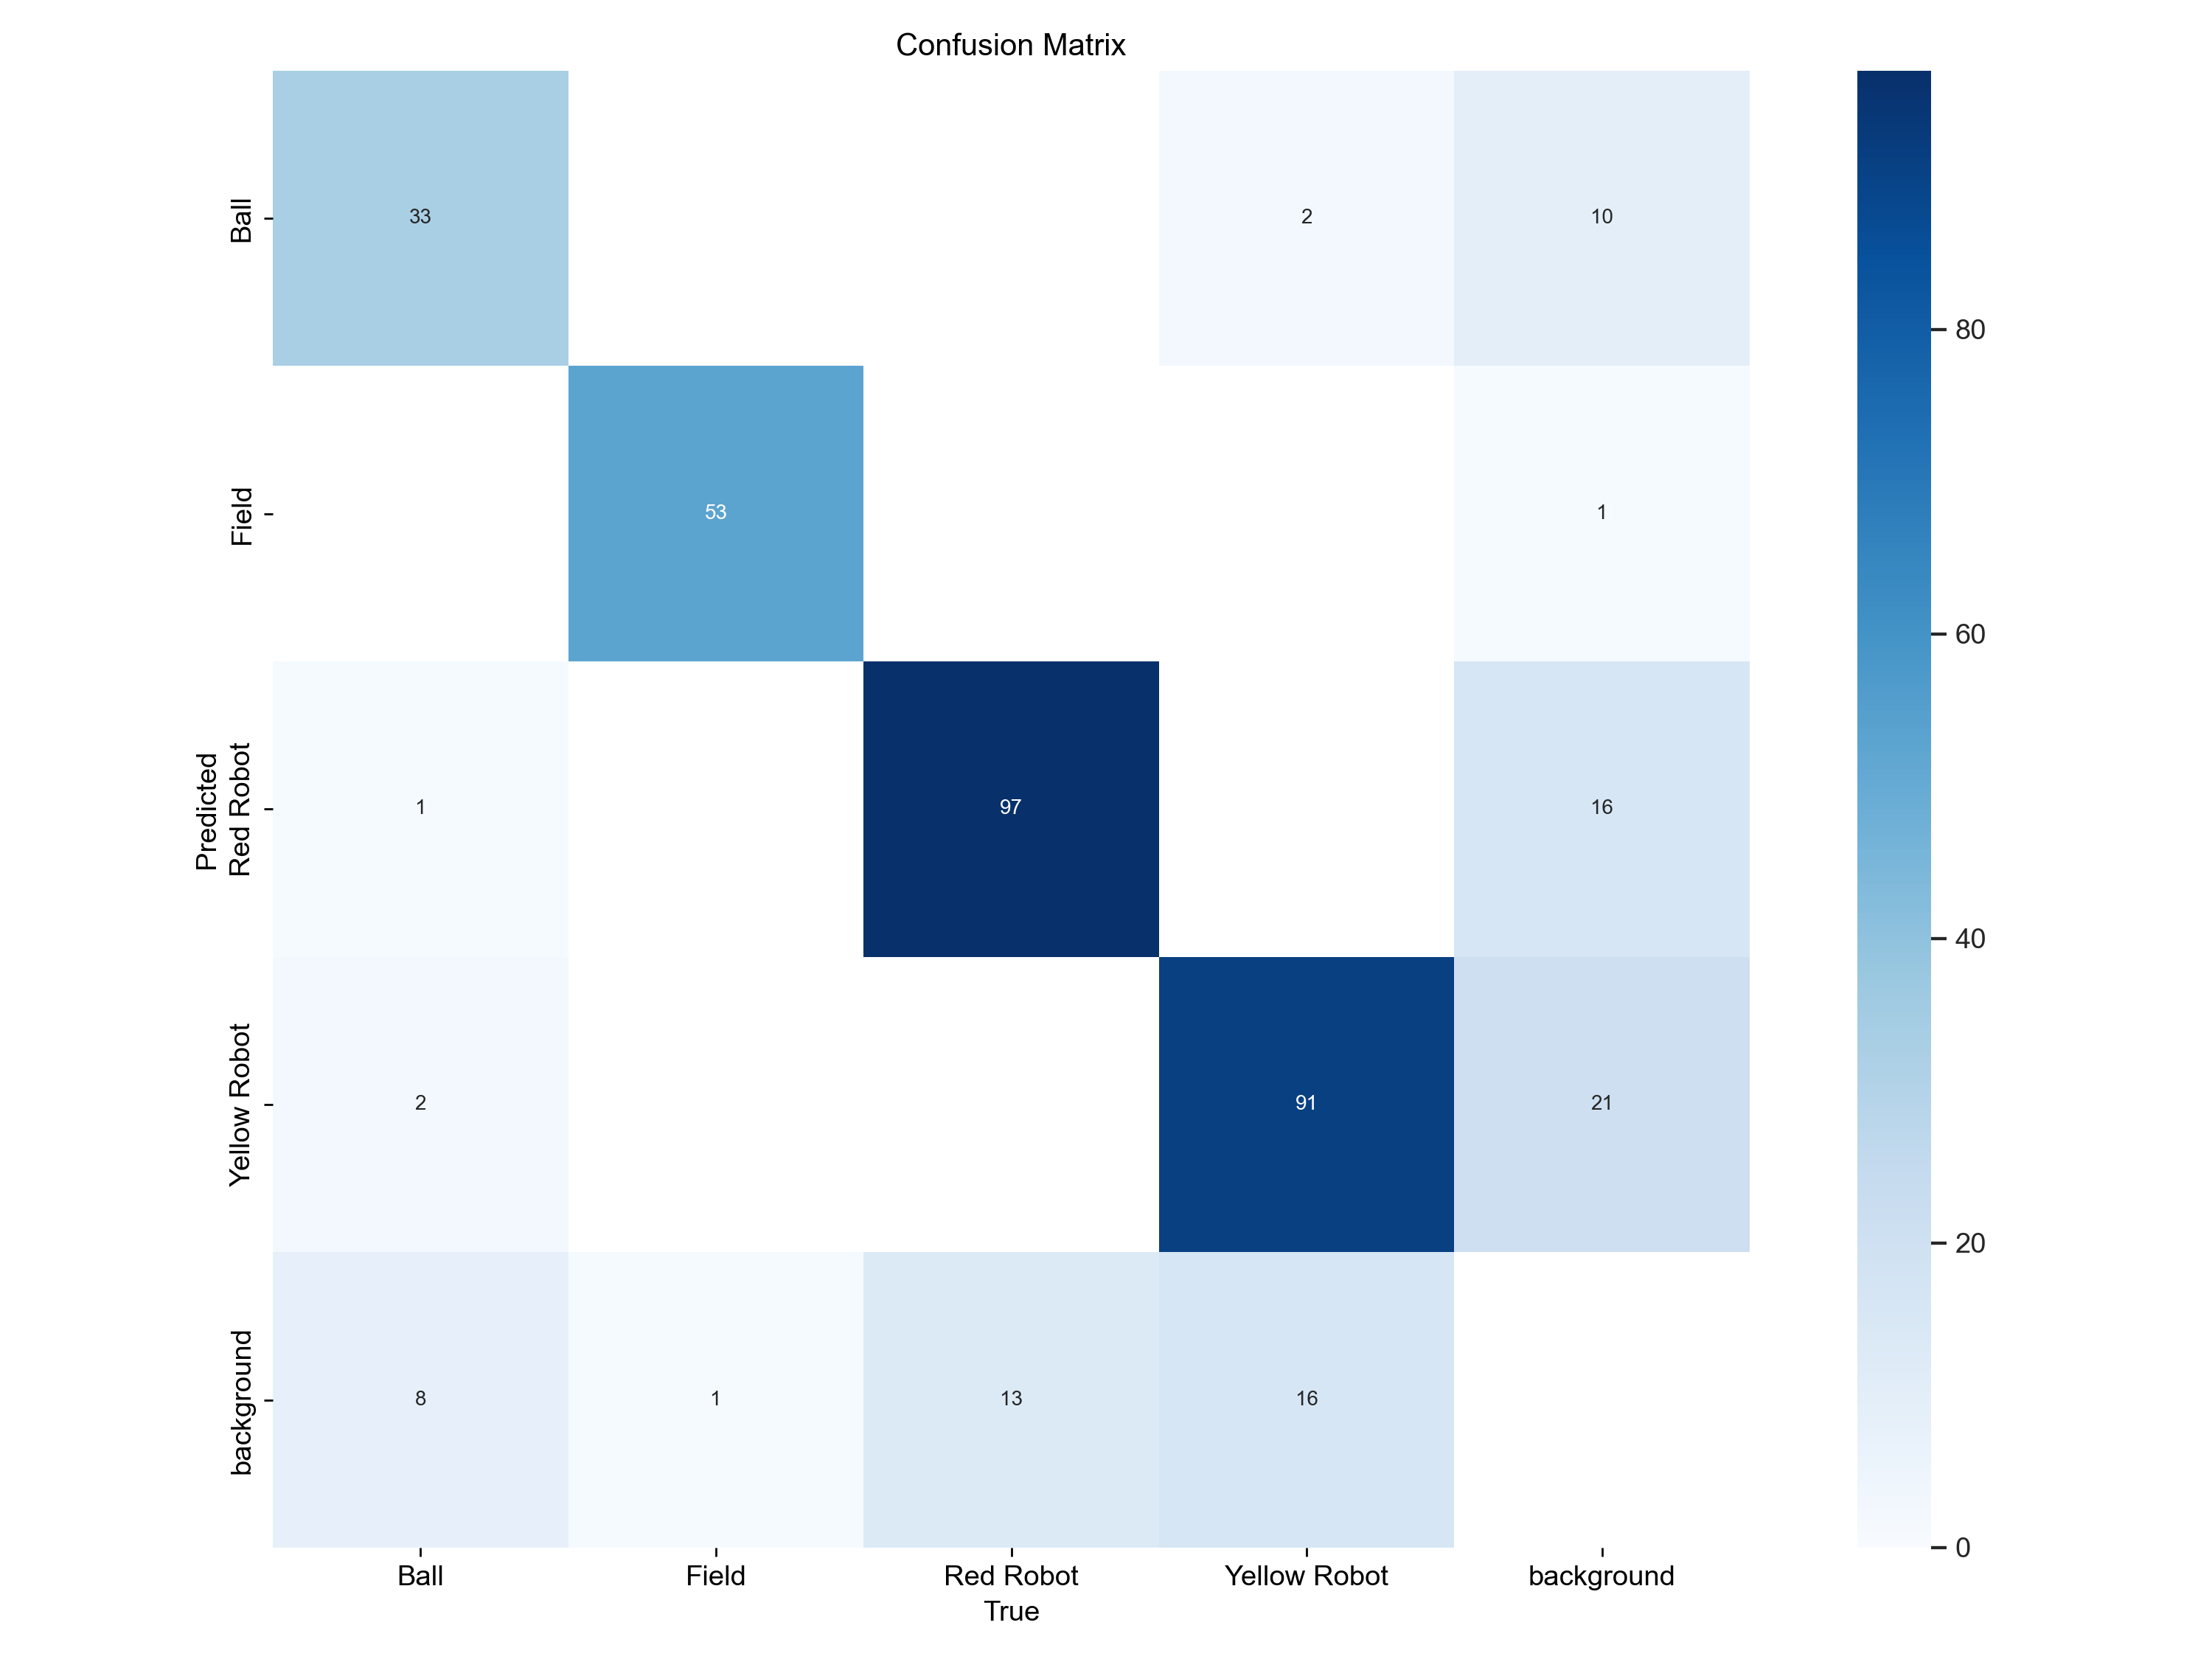 Confusion Matrix
Ball
33
2
10
80
Field
53
1
60
Predicted
Red Robot
1
97
16
40
Yellow Robot
2
91
21
20
background
8
1
13
16
0
Ball
Field
Red Robot
Yellow Robot
background
True